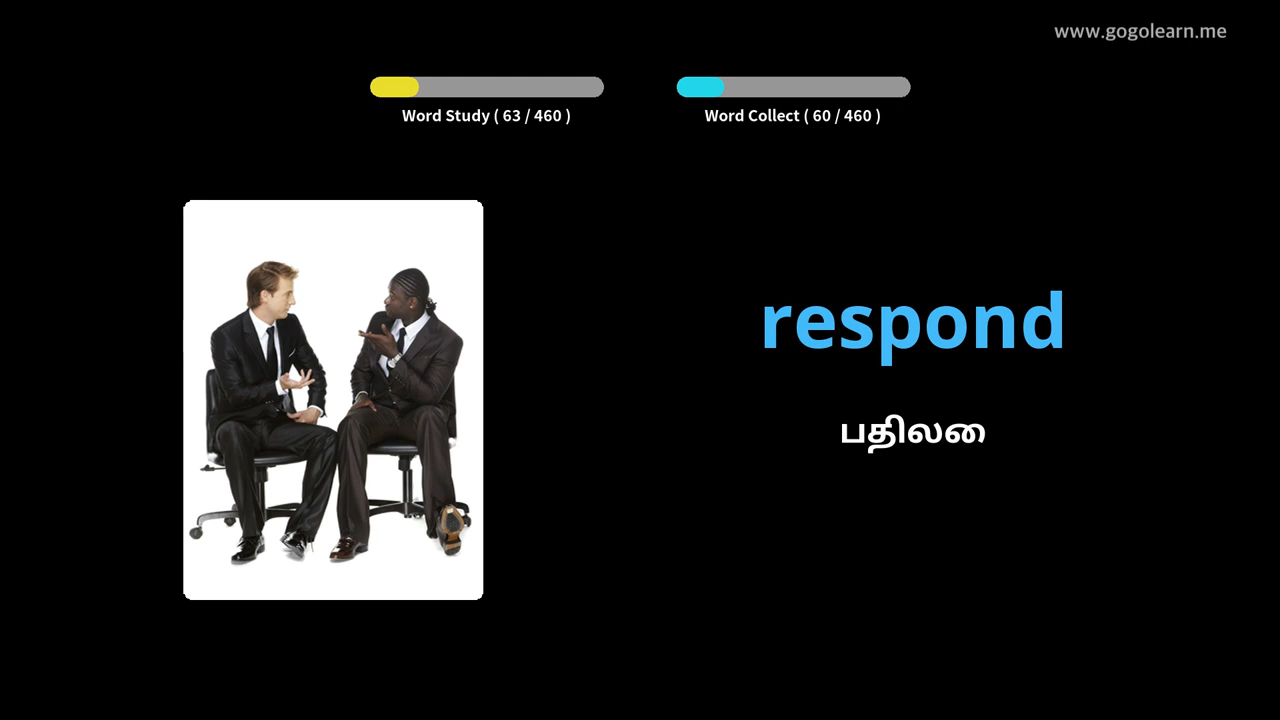 www.gogolearn.me
Word Study ( 63 / 460 )
Word Collect ( 60 / 460 )
respond
பதிலை